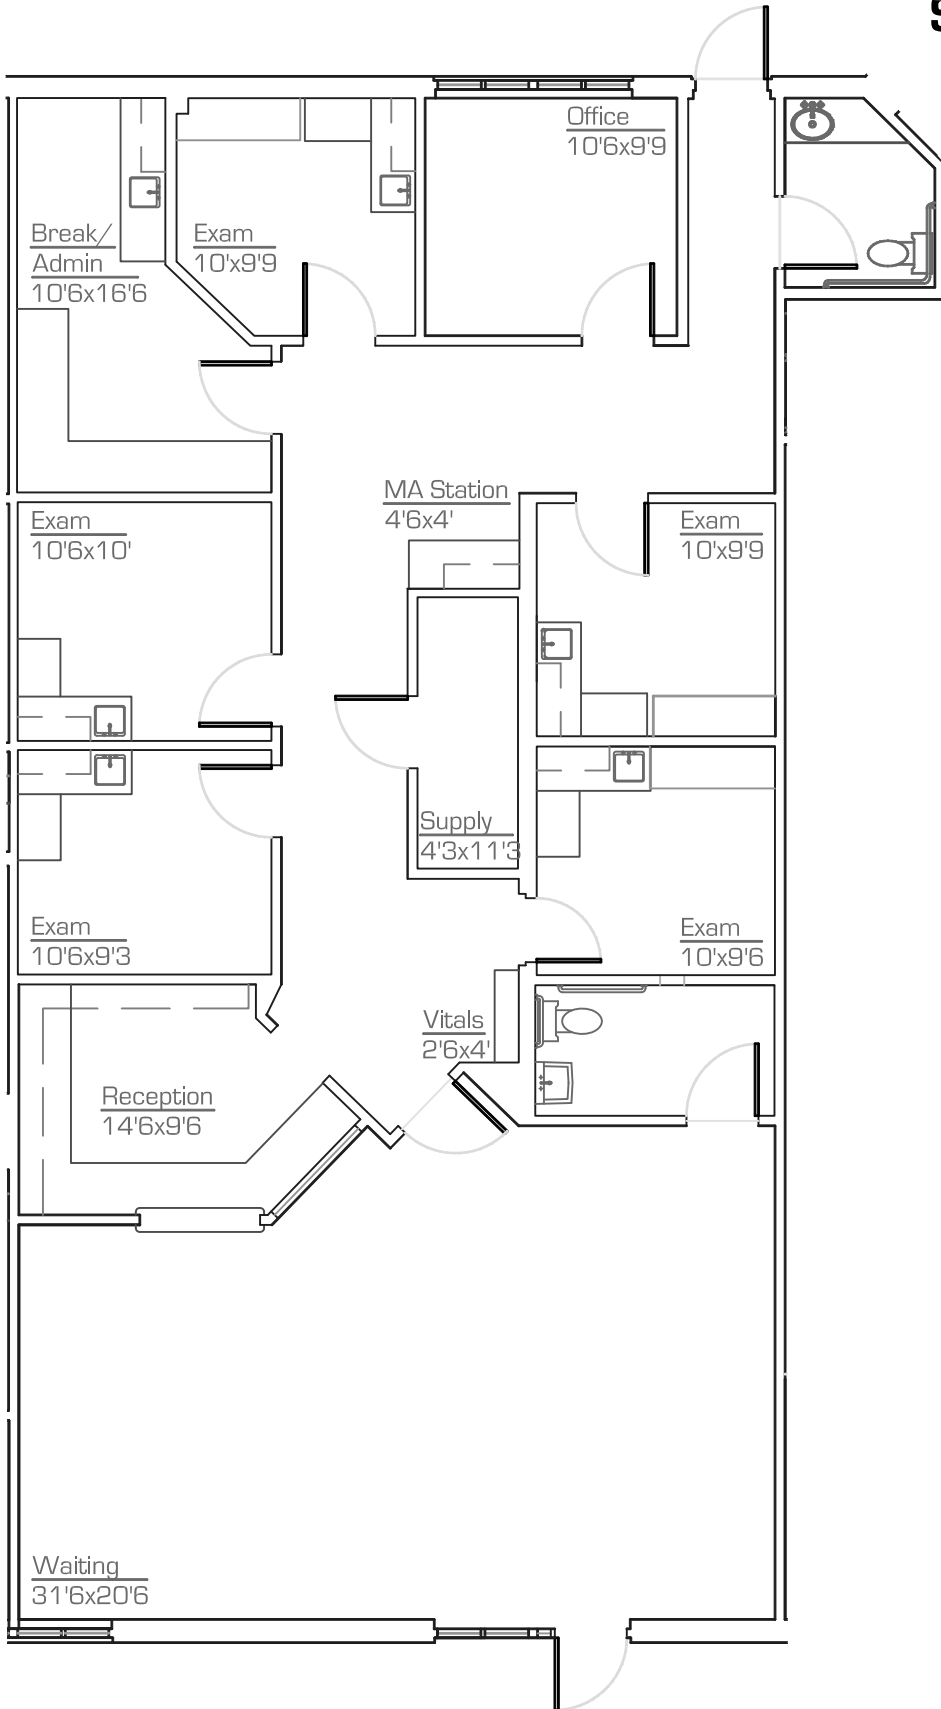 Office
10'6x9'9
Break/
Admin
10'6x16'6
Exam
10'x9'9
MA Station
4'6x4'
Exam
10'6x10'
Exam
10'x9'9
Supply
4'3x11'3
Exam
10'6x9'3
Exam
10'x9'6
Vitals
2'6x4'
Reception
14'6x9'6
Waiting
31'6x20'6